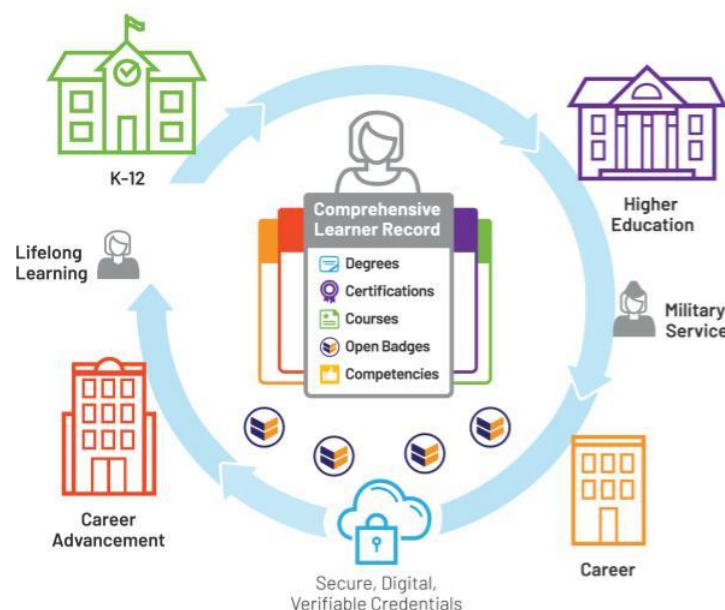 K-12
Higher
Education
Comprehensive
Learner Record
Degrees
Certifications
Courses
Open Badges
Competencies
Lifelong
Learning
Military
Service
Career
Advancement
Career
Secure, Digital,
Verifiable Credentials